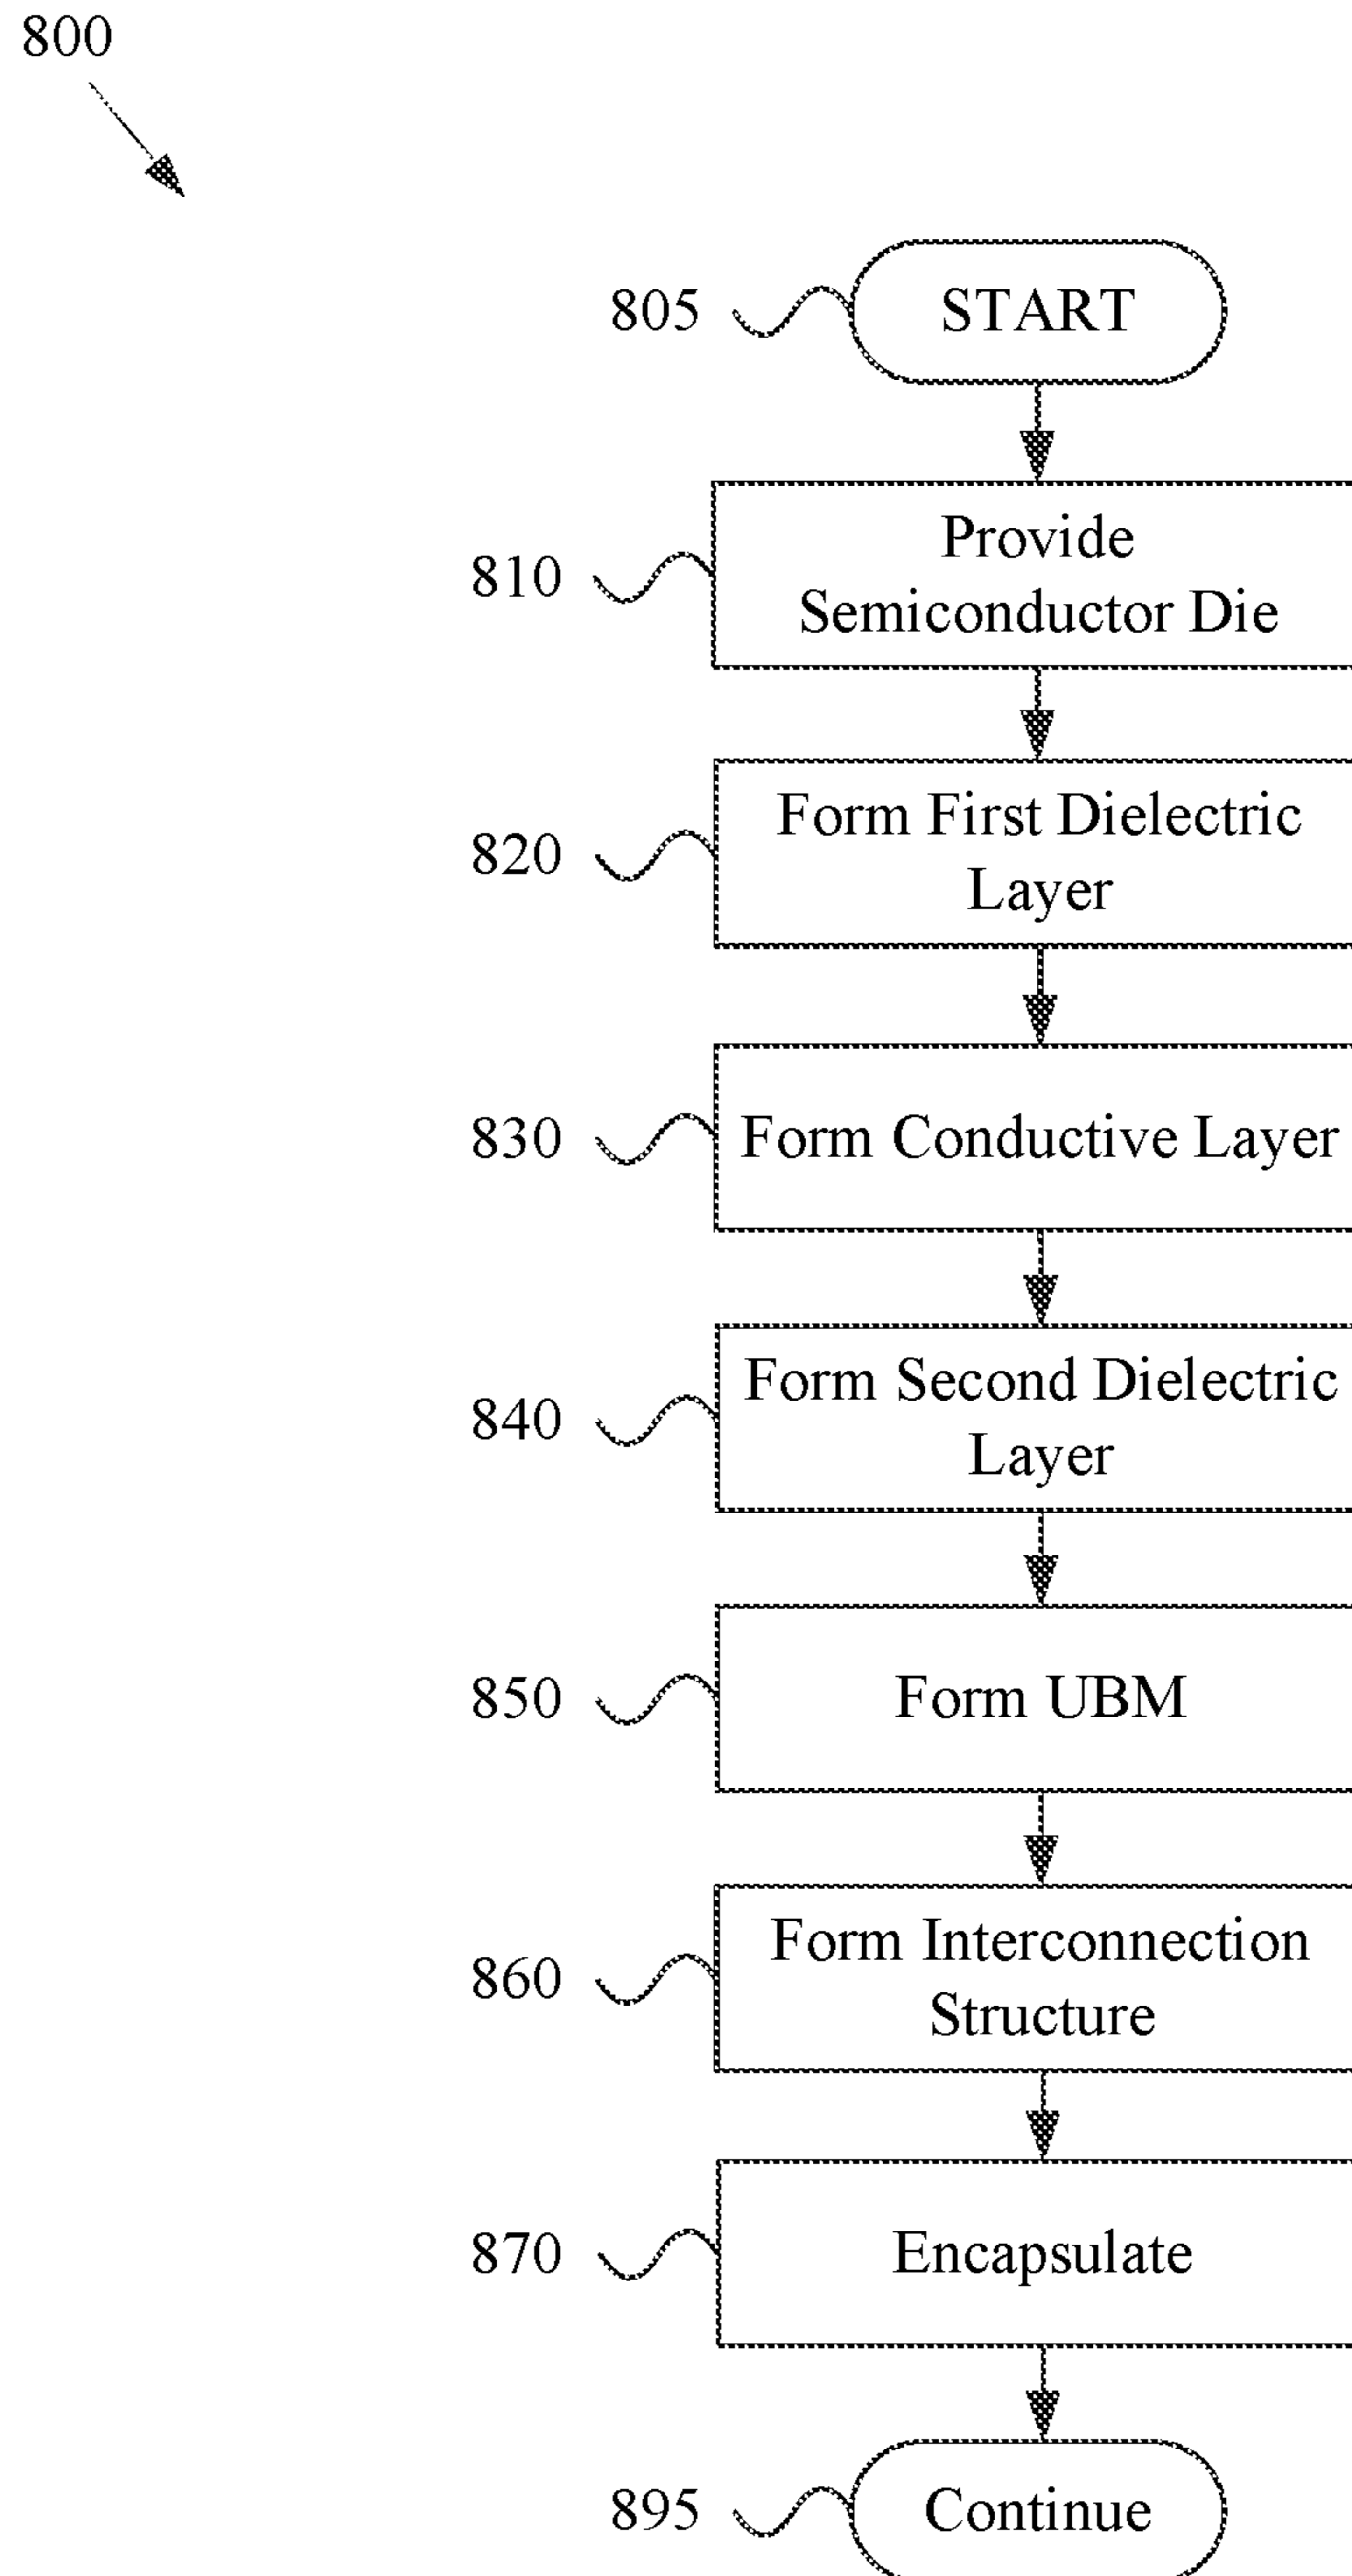 800
805
START
810
Provide
Semiconductor Die
820
Form First Dielectric
Layer
830
Form Conductive Layer
840
Form Second Dielectric
Layer
850
Form UBM
860
Form Interconnection
Structure
870
Encapsulate
895
Continue